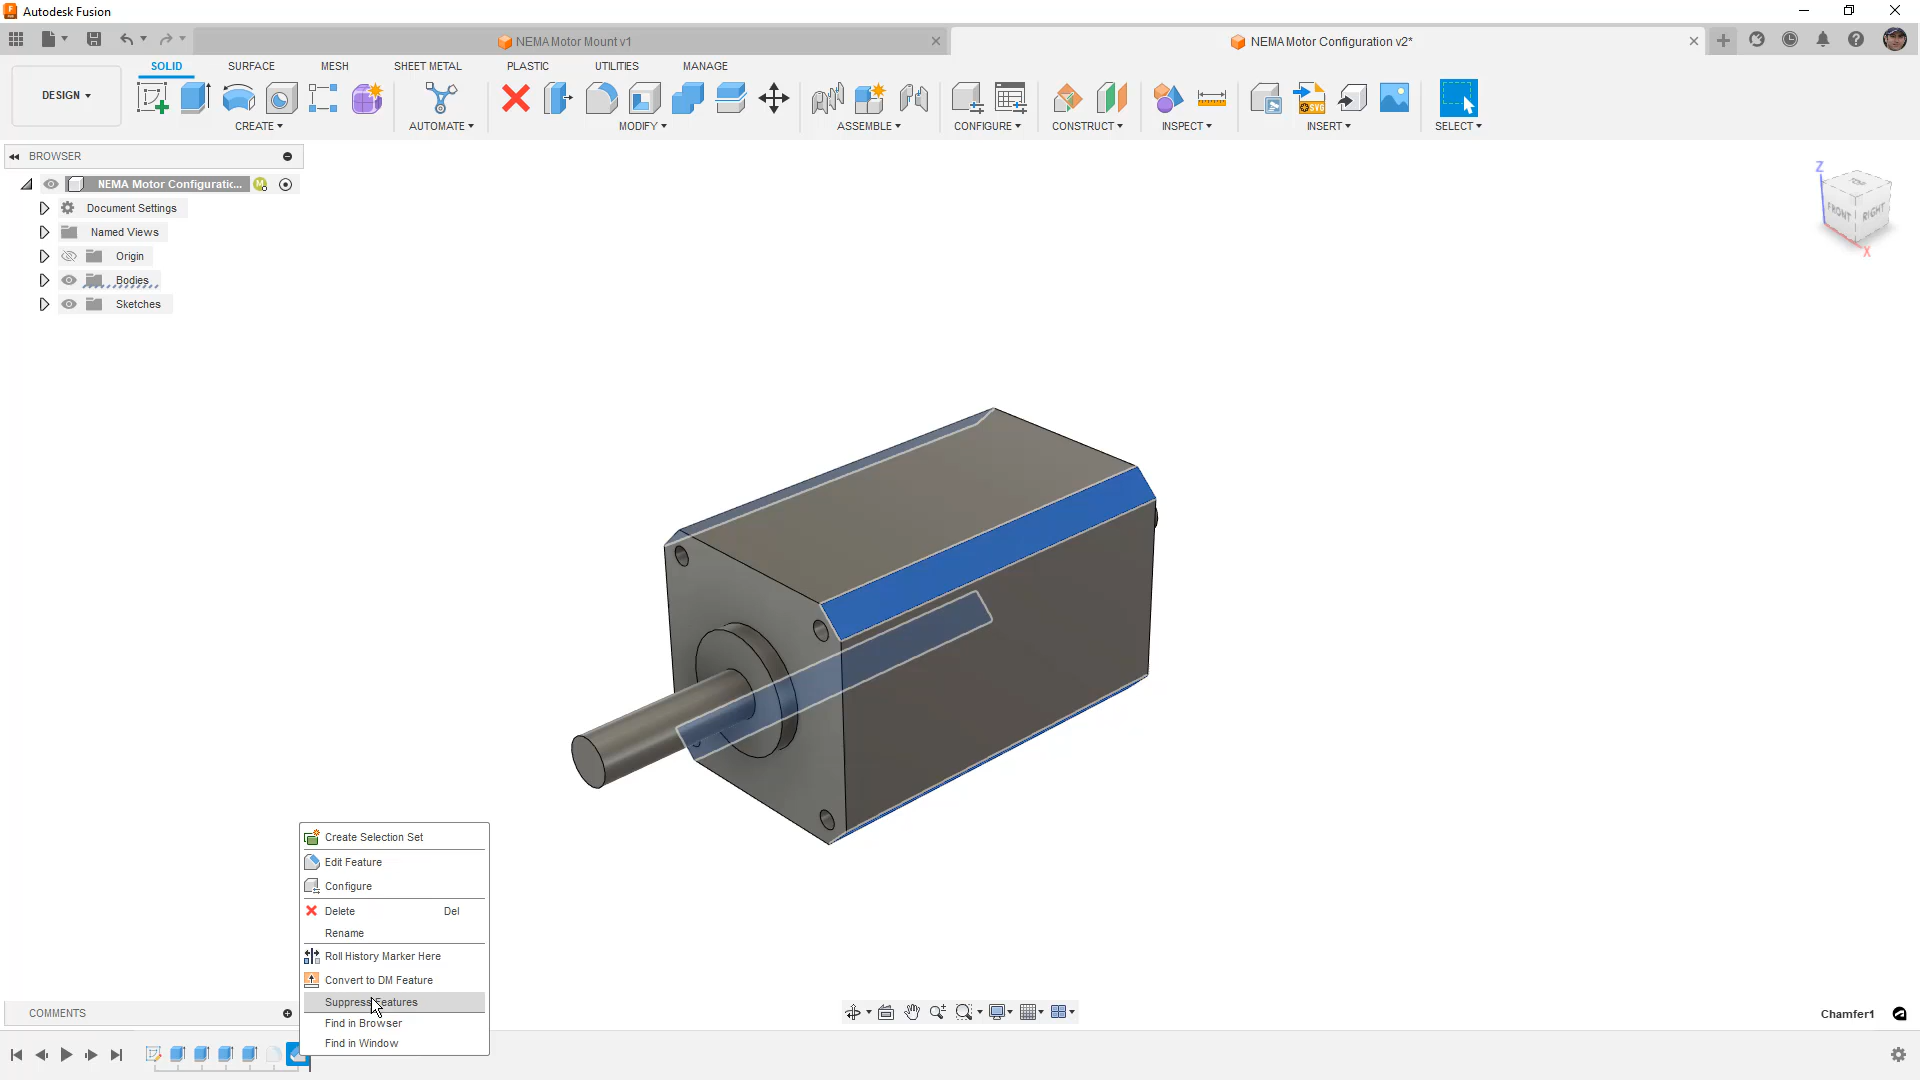 Autodesk Fusion
NEMA Motor Mount v1
NEMA Motor Configuration v2*
DESIGN
SOLID
SURFACE
MESH
SHEET METAL
PLASTIC
UTILITIES
MANAGE
CREATE
AUTOMATE
MODIFY
ASSEMBLE
CONFIGURE
CONSTRUCT
INSPECT
INSERT
SELECT
SVG
BROWSER
NEMA Motor Configuratic...
Document Settings
Named Views
Origin
Bodies
Sketches
Z
FRONT
RIGHT
X
Create Selection Set
Edit Feature
Configure
Delete Del
Rename
Roll History Marker Here
Convert to DM Feature
Suppress Features
Find in Browser
Find in Window
COMMENTS
Chamfer1